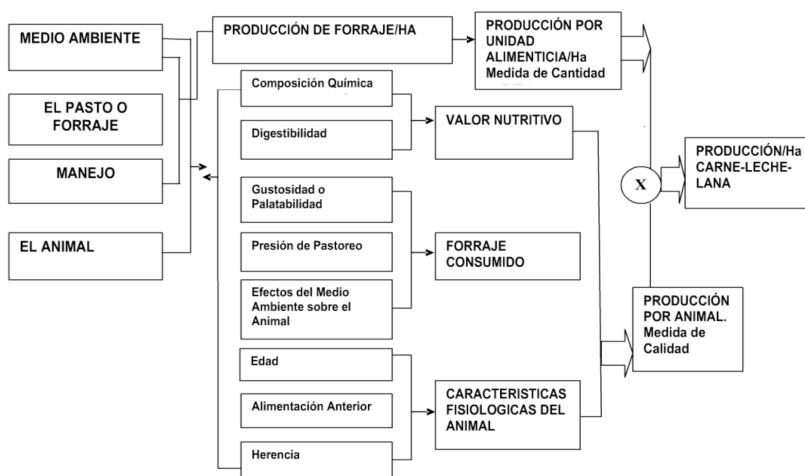 MEDIO AMBIENTE
EL PASTO O
FORRAJE
MANEJO
EL ANIMAL
PRODUCCIÓN DE FORRAJE/HA
PRODUCCIÓN POR
UNIDAD
ALIMENTICIA/Ha
Medida de Cantidad
Composición Química
Digestibilidad
VALOR NUTRITIVO
Gustosidad o
Palatabilidad
Presión de Pastoreo
Efectos del Medio
Ambiente sobre el
Animal
FORRAJE
CONSUMIDO
Edad
Alimentación Anterior
Herencia
CARACTERISTICAS
FISIOLOGICAS DEL
ANIMAL
X
PRODUCCIÓN/Ha
CARNE-LECHE-
LANA
PRODUCCIÓN
POR ANIMAL.
Medida de
Calidad